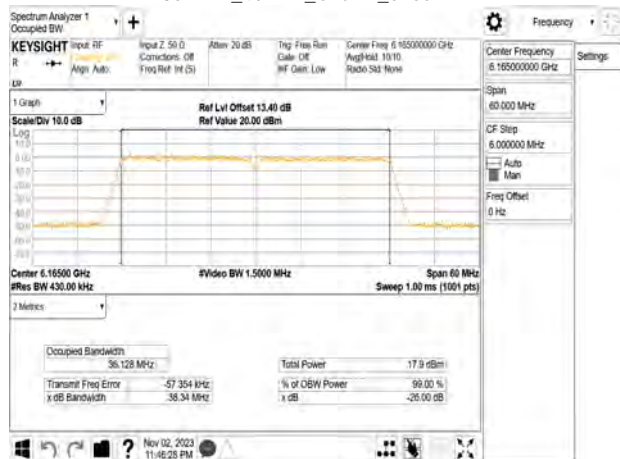 Spectrum Analyzer 1
Occupied BW
+
Frequency
KEYSIGHT
Input: RF
Input Z: 50 Ω
Atten: 20 dB
Trig: Free Run
Center Freq: 6.165000000 GHz
R
Corrections: Off
Gate: Off
Avg|Hold: 10/10
Align: Auto
Freq Ref: Int (S)
#IF Gain: Low
Radio Std: None
Center Frequency
6.165000000 GHz
Settings
Span
60.000 MHz
CF Step
6.000000 MHz
Auto
Man
Freq Offset
0 Hz
1 Graph
Ref Lvl Offset 13.40 dB
Scale/Div 10.0 dB
Ref Value 20.00 dBm
Log
10.0
0.00
Center 6.16500 GHz
#Video BW 1.5000 MHz
Span 60 MHz
#Res BW 430.00 kHz
Sweep 1.00 ms (1001 pts)
2 Metrics
Occupied Bandwidth
36.128 MHz
Total Power
17.9 dBm
Transmit Freq Error
-57.354 kHz
% of OBW Power
99.00 %
x dB Bandwidth
38.34 MHz
x dB
-26.00 dB
?
Nov 02, 2023
11:46:28 PM